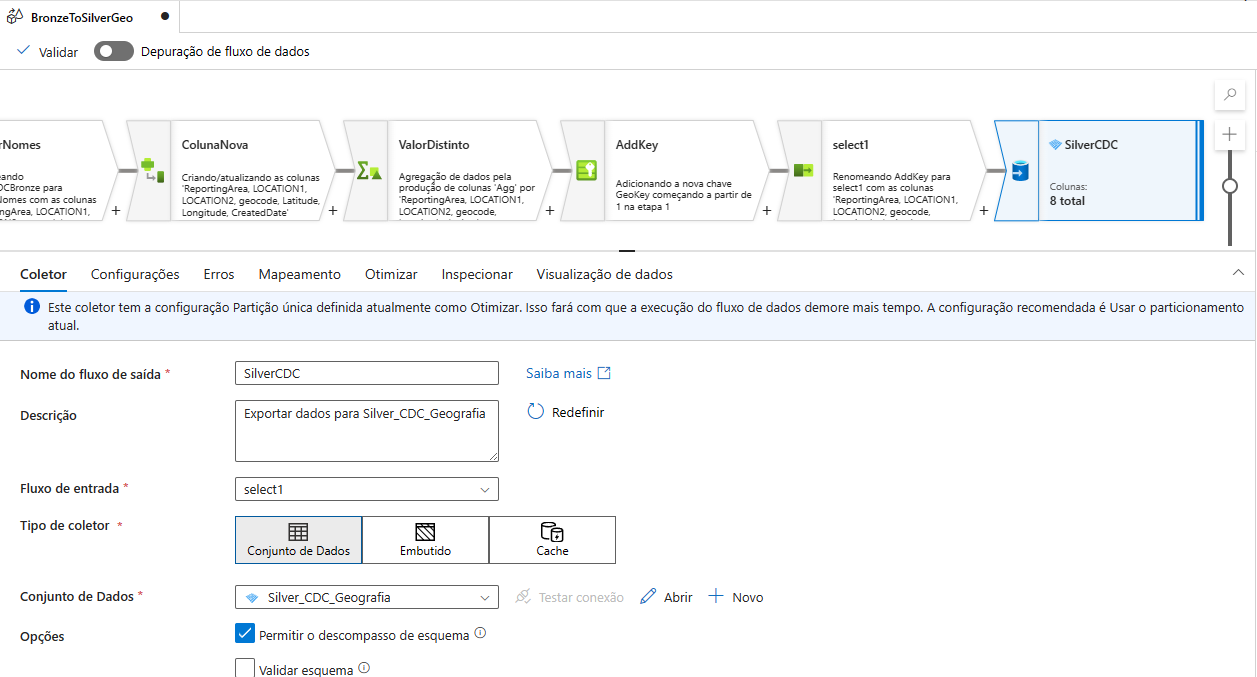 BronzeToSilverGeo
Validar
Depuração de fluxo de dados
rNomes
eando
DCBronze para
Nomes com as colunas
tingArea, LOCATION1,
ColunaNova
Criando/atualizando as colunas
'ReportingArea, LOCATION1,
LOCATION2, geocode, Latitude,
Longitude, CreatedDate'
ValorDistinto
Agregação de dados pela
produção de colunas 'Agg' por
'ReportingArea, LOCATION1,
LOCATION2, geocode,
AddKey
Adicionando a nova chave
GeoKey começando a partir de
1 na etapa 1
select1
Renomeando AddKey para
select1 com as colunas
'ReportingArea, LOCATION1,
LOCATION2, geocode,
SilverCDC
Colunas:
8 total
Coletor
Configurações
Erros
Mapeamento
Otimizar
Inspecionar
Visualização de dados
Este coletor tem a configuração Partição única definida atualmente como Otimizar. Isso fará com que a execução do fluxo de dados demore mais tempo. A configuração recomendada é Usar o particionamento
atual.
Nome do fluxo de saída *
SilverCDC
Saiba mais
Descrição
Exportar dados para Silver_CDC_Geografia
Redefinir
Fluxo de entrada *
select1
Tipo de coletor *
Conjunto de Dados
Embutido
Cache
Conjunto de Dados *
Silver_CDC_Geografia
Testar conexão
Abrir
Novo
Opções
Permitir o descompasso de esquema
Validar esquema